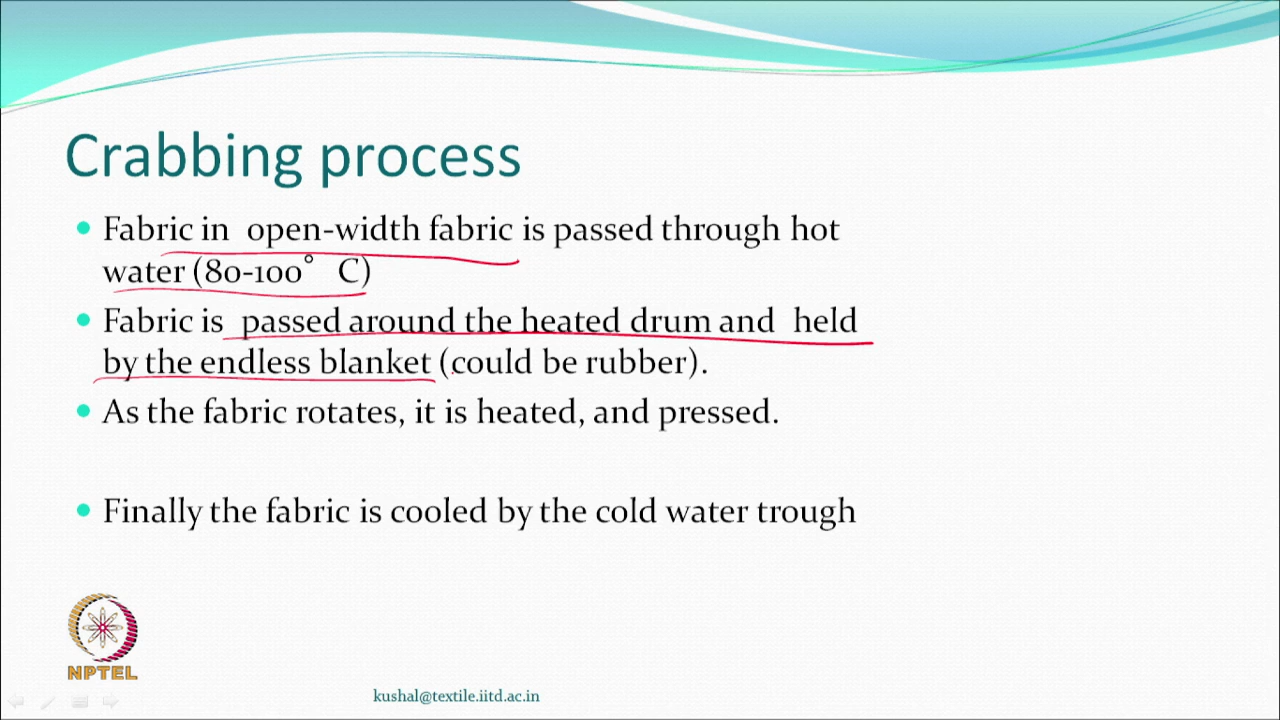 Crabbing process
Fabric in open-width fabric is passed through hot
water (80-100° C)
Fabric is passed around the heated drum and held
by the endless blanket (could be rubber).
As the fabric rotates, it is heated, and pressed.
Finally the fabric is cooled by the cold water trough
NPTEL
kushal@textile.iitd.ac.in